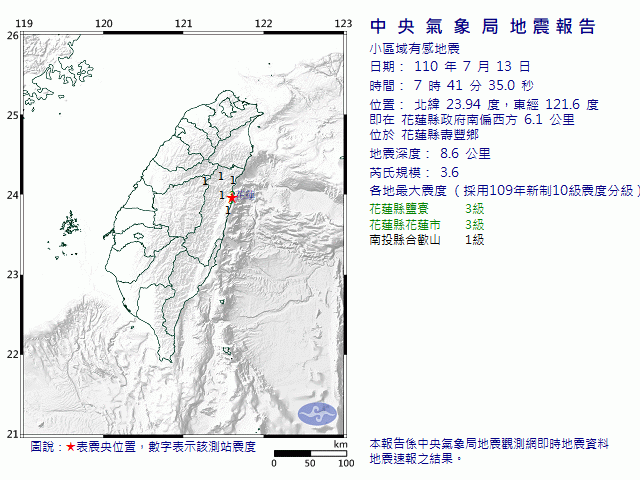 中央氣象局地震報告
小區域有感地震
日期： 110 年 7 月 13 日
時間： 7 時 41 分 35.0 秒
位置： 北緯 23.94 度，東經 121.6 度
即在 花蓮縣政府南偏西方 6.1 公里
位於 花蓮縣壽豐鄉
地震深度： 8.6 公里
芮氏規模： 3.6
各地最大震度 （採用109年新制10級震度分級）
花蓮縣鹽寮 3級
花蓮縣花蓮市 3級
南投縣合歡山 1級
本報告係中央氣象局地震觀測網即時地震資料
地震速報之結果。
119 120 121 122 123
26
25
24
23
22
21
1 1 1
1
1
圖說：★表震央位置，數字表示該測站震度
km
0 50 100